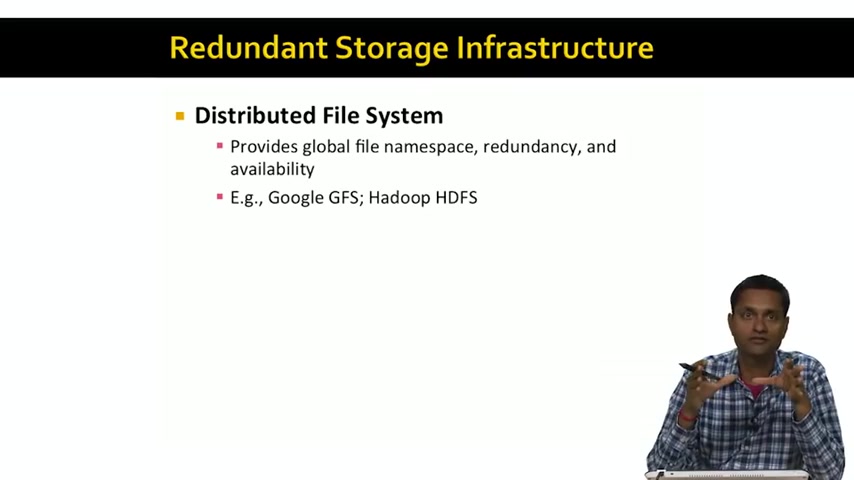 Redundant Storage Infrastructure
Distributed File System
Provides global file namespace, redundancy, and
availability
E.g., Google GFS; Hadoop HDFS